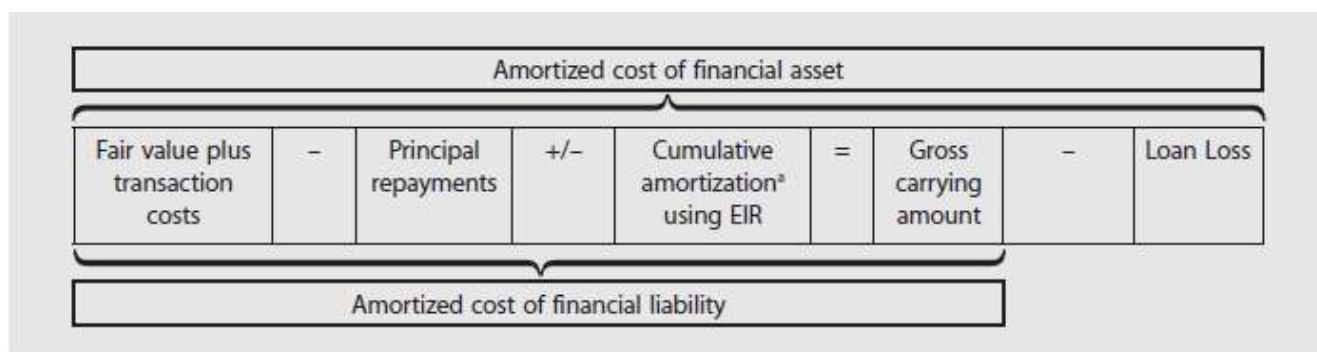 Amortized cost of financial asset
Fair value plus transaction costs
–
Principal repayments
+/–
Cumulative amortizationᵃ using EIR
=
Gross carrying amount
–
Loan Loss
Amortized cost of financial liability